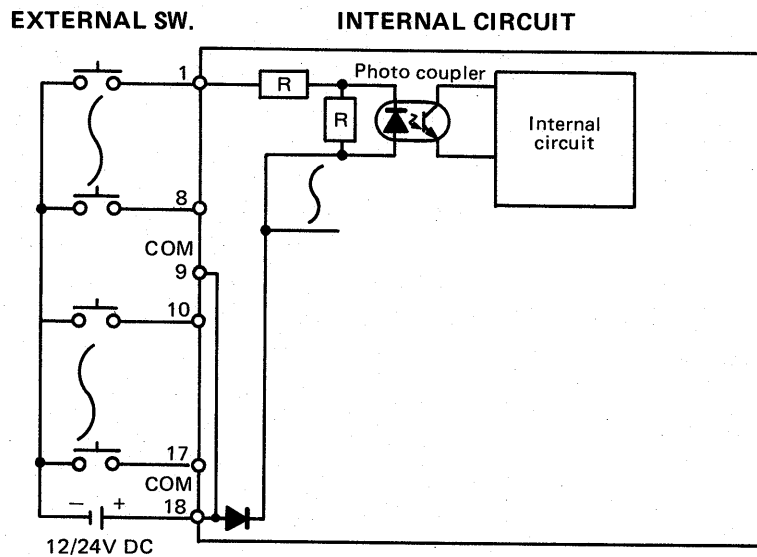 EXTERNAL SW.
INTERNAL CIRCUIT
1
R
Photo coupler
R
Internal
circuit
8
COM
9
10
17
COM
18
− +
12/24V DC